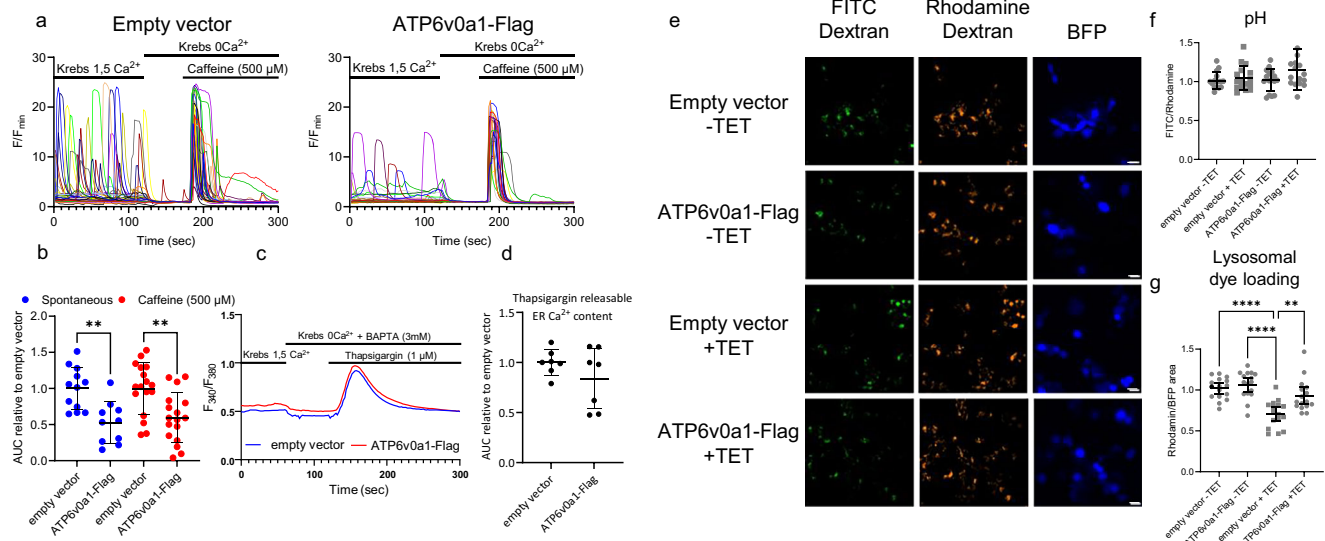 a
Empty vector
ATP6v0a1-Flag
Krebs 0Ca²⁺
Krebs 1,5 Ca²⁺
Caffeine (500 µM)
30
20
10
0
F/Fmin
0
100
200
300
Time (sec)
Krebs 0Ca²⁺
Krebs 1,5 Ca²⁺
Caffeine (500 µM)
30
20
10
0
F/Fmin
0
100
200
300
Time (sec)
b
Spontaneous
Caffeine (500 µM)
**
**
2.0
1.5
1.0
0.5
0.0
AUC relative to empty vector
empty vector
ATP6v0a1-Flag
empty vector
ATP6v0a1-Flag
c
Krebs 0Ca²⁺ + BAPTA (3mM)
Krebs 1,5 Ca²⁺
Thapsigargin (1 µM)
1.5
1.0
0.5
0.0
F340/F380
empty vector
ATP6v0a1-Flag
0
100
200
300
Time (sec)
d
Thapsigargin releasable
ER Ca²⁺ content
1.5
1.0
0.5
0.0
AUC relative to empty vector
empty vector
ATP6v0a1-Flag
e
FITC
Dextran
Rhodamine
Dextran
BFP
Empty vector
-TET
ATP6v0a1-Flag
-TET
Empty vector
+TET
ATP6v0a1-Flag
+TET
f
pH
1.5
1.0
0.5
0.0
FITC/Rhodamine
empty vector -TET
empty vector + TET
ATP6v0a1-Flag -TET
ATP6v0a1-Flag +TET
g
Lysosomal
dye loading
****
**
****
1.5
1.0
0.5
0.0
Rhodamin/BFP area
empty vector -TET
ATP6v0a1-Flag -TET
empty vector + TET
ATP6v0a1-Flag +TET